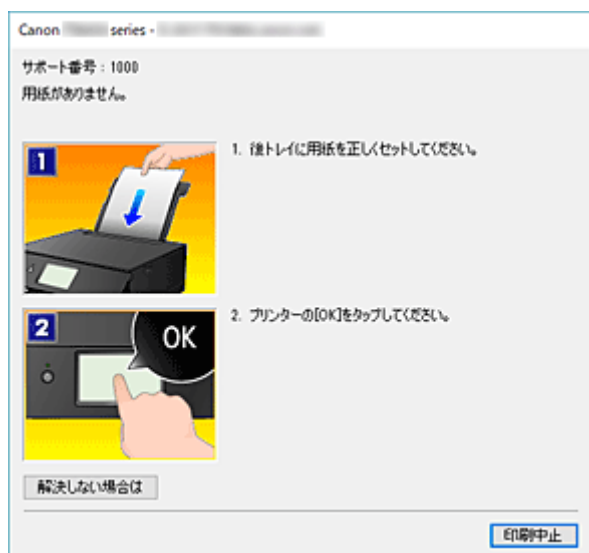 Canon series -
サポート番号 : 1000
用紙がありません。
1
1. 後トレイに用紙を正しくセットしてください。
2
OK
2. プリンターの[OK]をタップしてください。
解決しない場合は
印刷中止